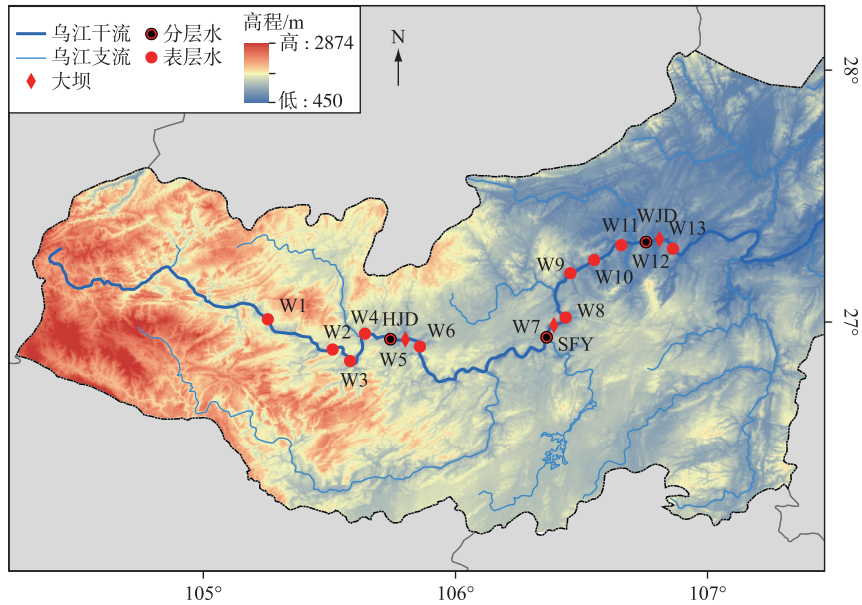 乌江干流
分层水
高程/m
乌江支流
表层水
高：2874
大坝
低：450
N
28°
W11
WJD
W13
W9
W12
W10
W1
W4
HJD
W6
W7
W8
27°
W2
W5
SFY
W3
105°
106°
107°